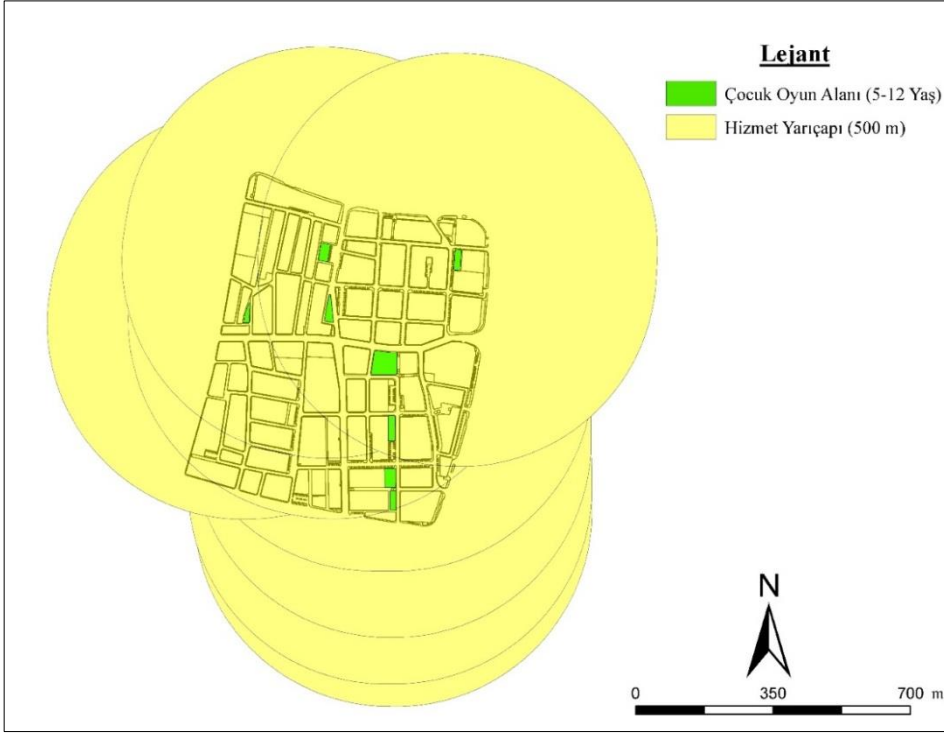 Lejant
Çocuk Oyun Alanı (5-12 Yaş)
Hizmet Yarıçapı (500 m)
N
0 350 700 m